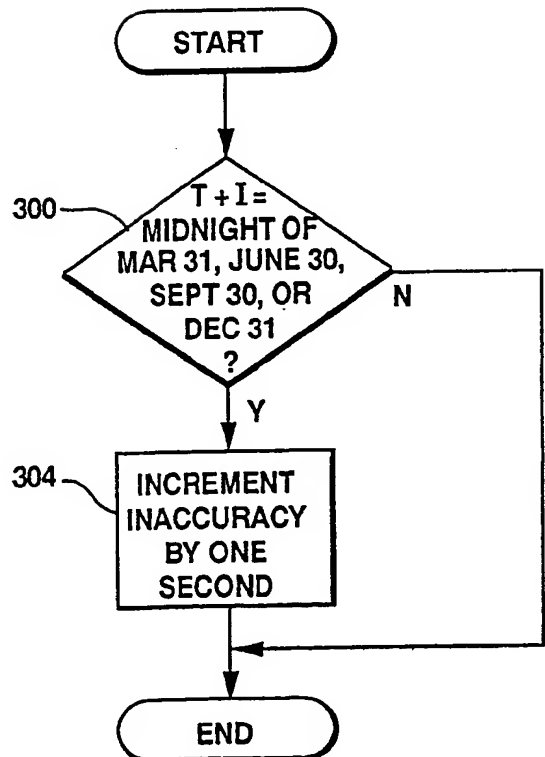 START
300
T + I =
MIDNIGHT OF
MAR 31, JUNE 30,
SEPT 30, OR
DEC 31
?
N
Y
304
INCREMENT
INACCURACY
BY ONE
SECOND
END